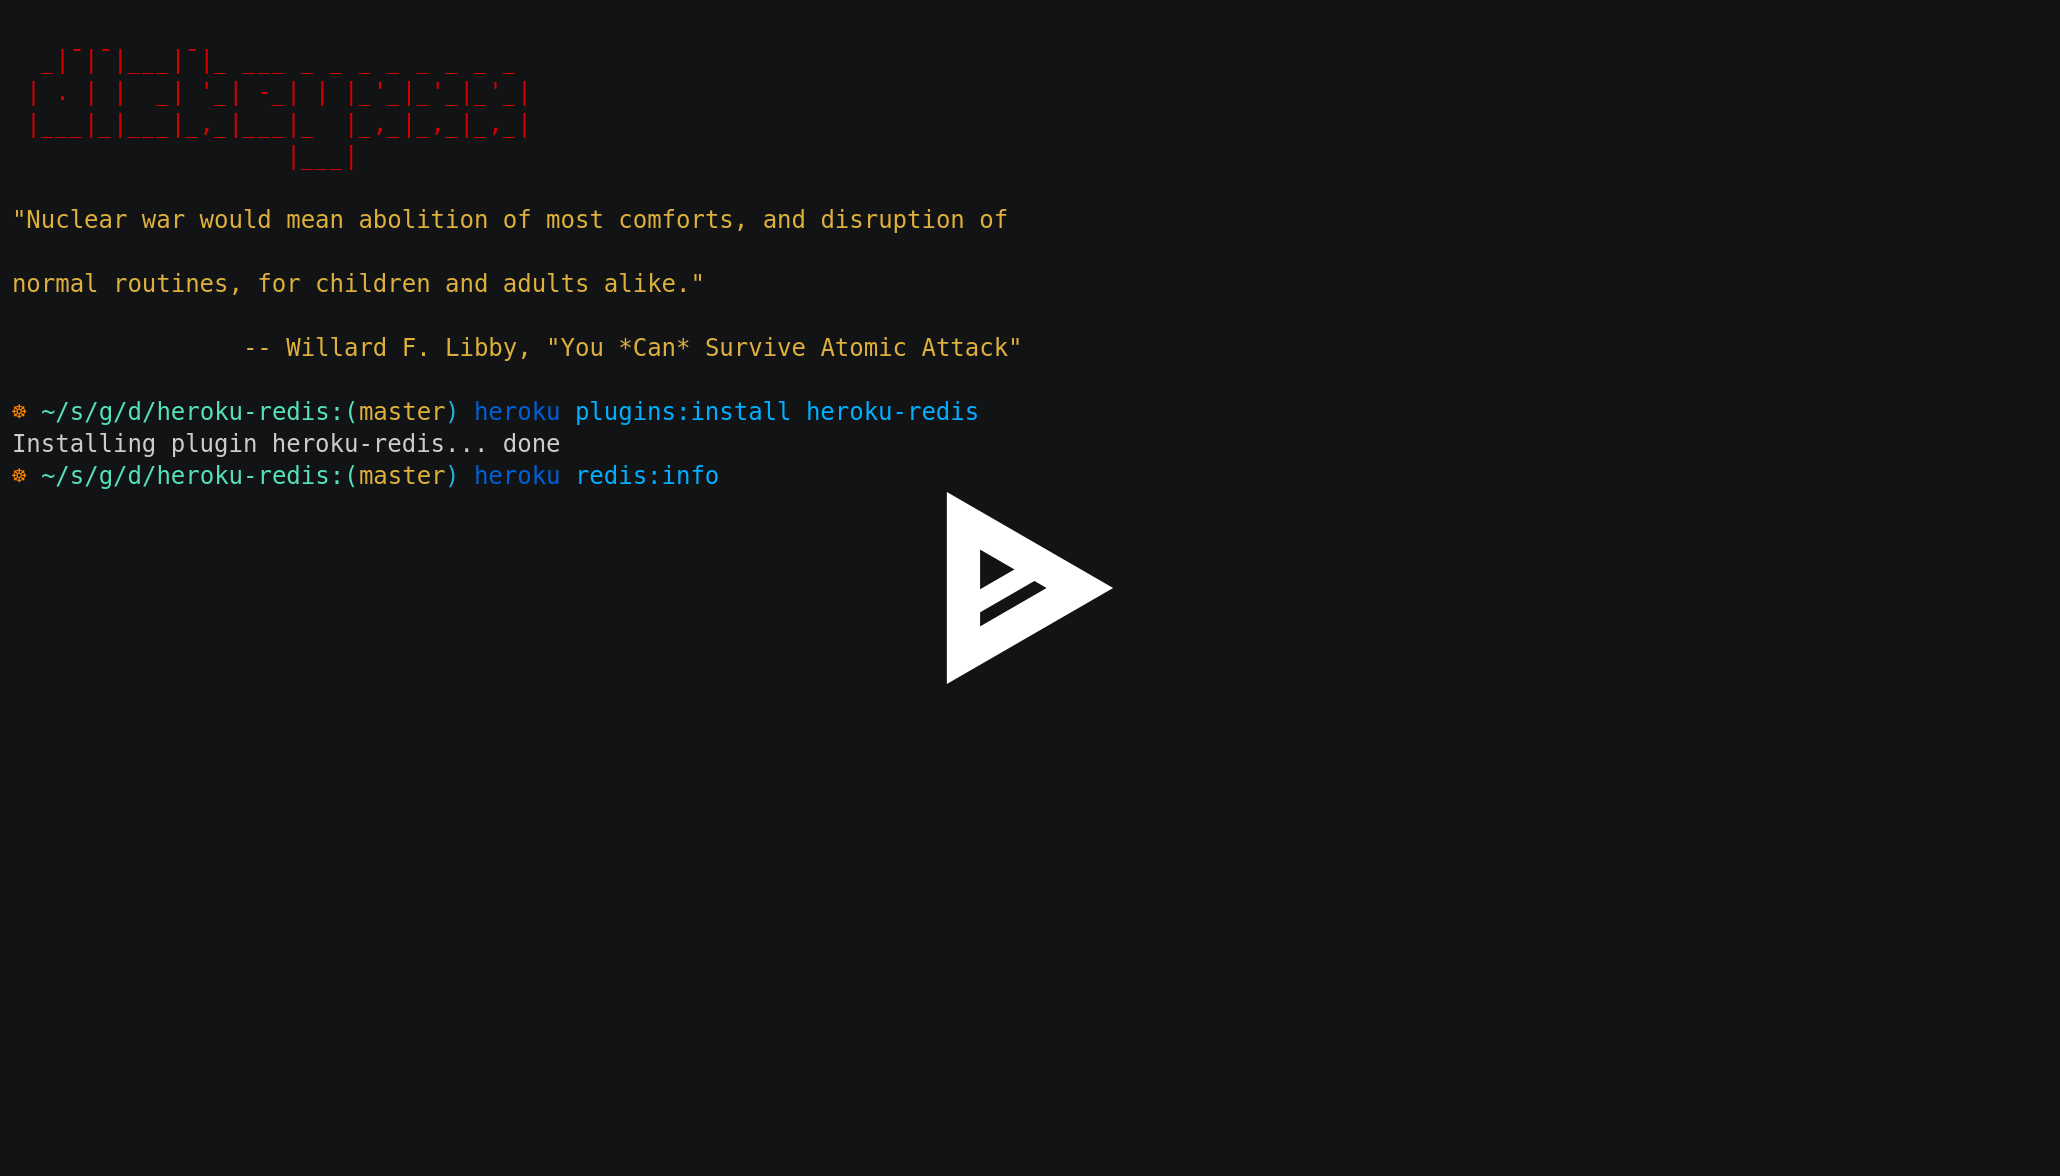 "Nuclear war would mean abolition of most comforts, and disruption of
normal routines, for children and adults alike."
-- Willard F. Libby, "You *Can* Survive Atomic Attack"
☸ ~/s/g/d/heroku-redis:(master) heroku plugins:install heroku-redis
Installing plugin heroku-redis... done
☸ ~/s/g/d/heroku-redis:(master) heroku redis:info